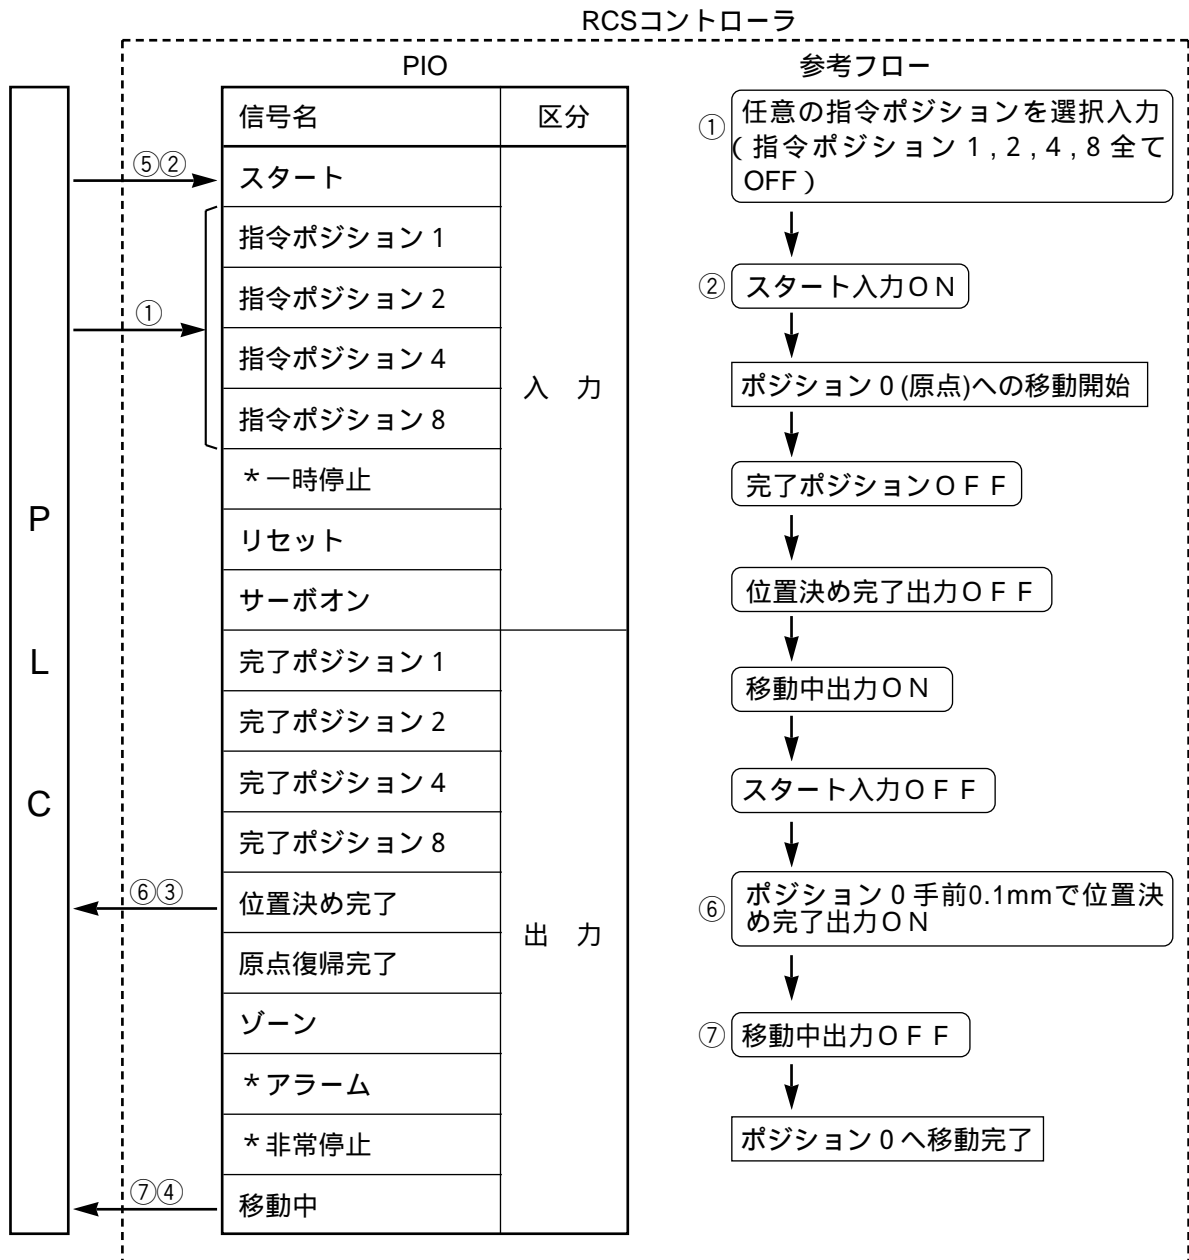 RCSコントローラ
PIO
参考フロー
信号名
区分
スタート
指令ポジション 1
指令ポジション 2
指令ポジション 4
指令ポジション 8
*一時停止
リセット
サーボオン
入 力
完了ポジション 1
完了ポジション 2
完了ポジション 4
完了ポジション 8
位置決め完了
原点復帰完了
ゾーン
*アラーム
*非常停止
移動中
出 力
P
L
C
⑤②
①
⑥③
⑦④
①
任意の指令ポジションを選択入力
(指令ポジション 1 , 2 , 4 , 8 全て
OFF)
②
スタート入力ON
ポジション 0 (原点)への移動開始
完了ポジションOFF
位置決め完了出力OFF
移動中出力ON
スタート入力OFF
⑥
ポジション 0 手前0.1mmで位置決
め完了出力ON
⑦
移動中出力OFF
ポジション 0 へ移動完了